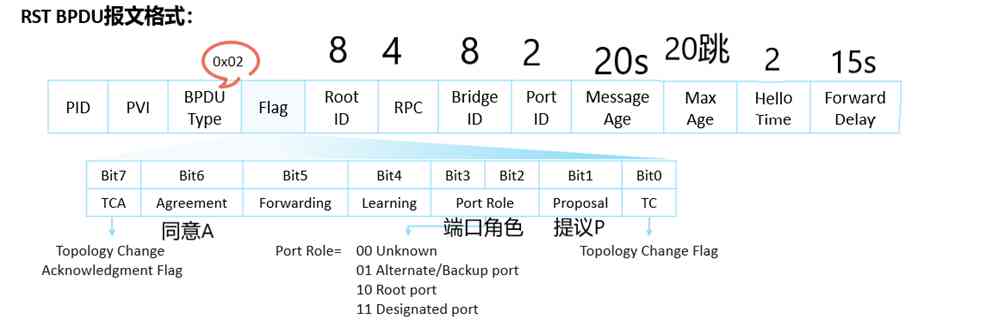 RST BPDU报文格式：
0x02
8 4 8 2 20s 20跳 2 15s
PID PVI BPDU Type Flag Root ID RPC Bridge ID Port ID Message Age Max Age Hello Time Forward Delay
Bit7 Bit6 Bit5 Bit4 Bit3 Bit2 Bit1 Bit0
TCA Agreement Forwarding Learning Port Role Proposal TC
同意A 端口角色 提议P
Topology Change Acknowledgment Flag
Port Role= 00 Unknown
01 Alternate/Backup port
10 Root port
11 Designated port
Topology Change Flag